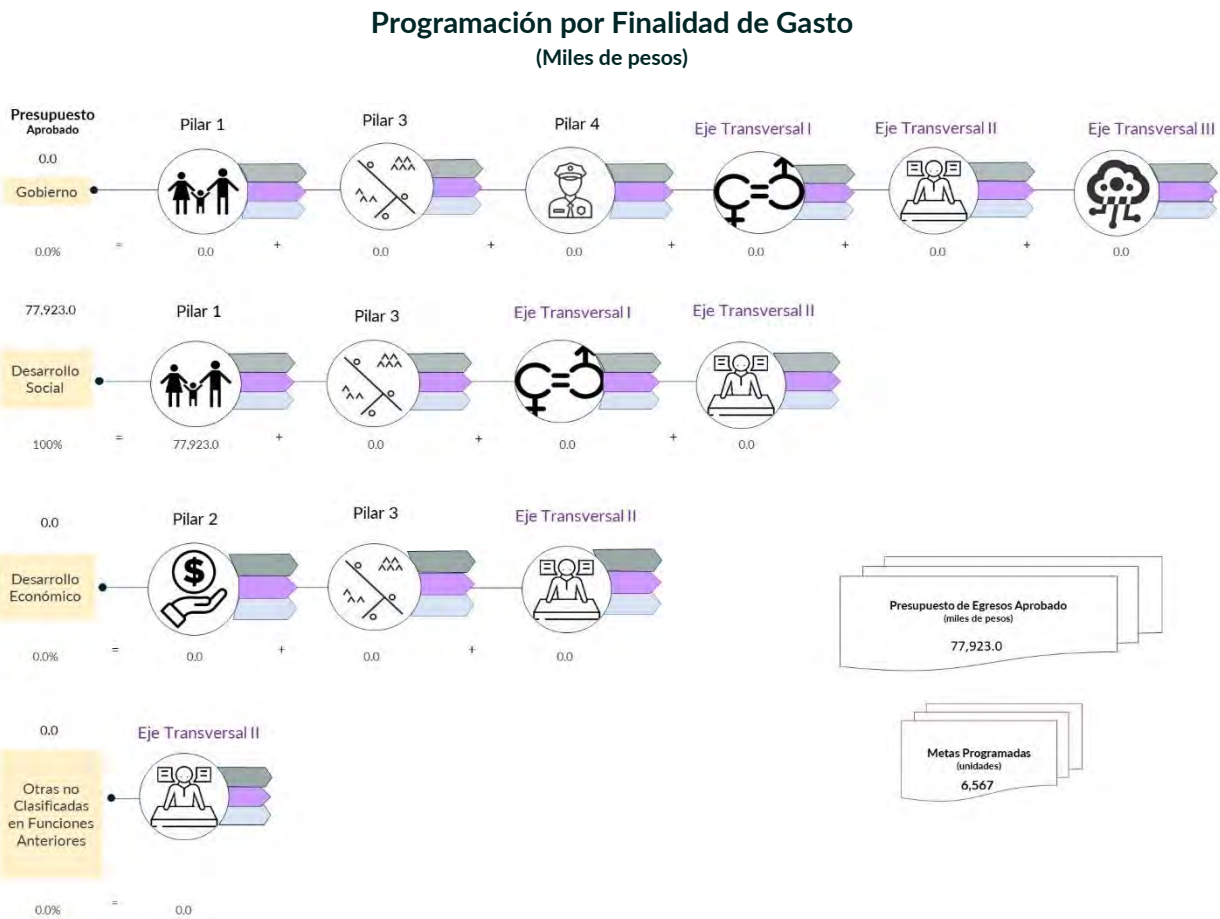 Programación por Finalidad de Gasto
(Miles de pesos)
Presupuesto
Aprobado
0.0
Gobierno
0.0%
Pilar 1
Pilar 3
Pilar 4
Eje Transversal I
Eje Transversal II
Eje Transversal III
= 0.0 + 0.0 + 0.0 + 0.0 + 0.0 + 0.0
77,923.0
Desarrollo
Social
100%
Pilar 1
Pilar 3
Eje Transversal I
Eje Transversal II
= 77,923.0 + 0.0 + 0.0 + 0.0
0.0
Desarrollo
Económico
0.0%
Pilar 2
Pilar 3
Eje Transversal II
= 0.0 + 0.0 + 0.0
Presupuesto de Egresos Aprobado
(miles de pesos)
77,923.0
Metas Programadas
(unidades)
6,567
0.0
Otras no
Clasificadas
en Funciones
Anteriores
0.0%
Eje Transversal II
= 0.0